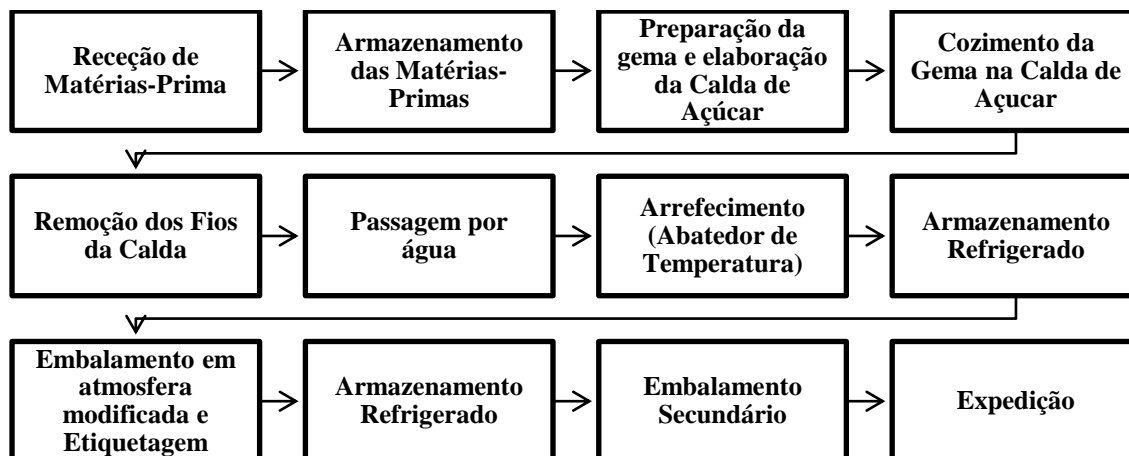 Receção de
Matérias-Prima
Armazenamento
das Matérias-
Primas
Preparação da
gema e elaboração
da Calda de
Açúcar
Cozimento da
Gema na Calda de
Açucar
Remoção dos Fios
da Calda
Passagem por
água
Arrefecimento
(Abatedor de
Temperatura)
Armazenamento
Refrigerado
Embalamento em
atmosfera
modificada e
Etiquetagem
Armazenamento
Refrigerado
Embalamento
Secundário
Expedição